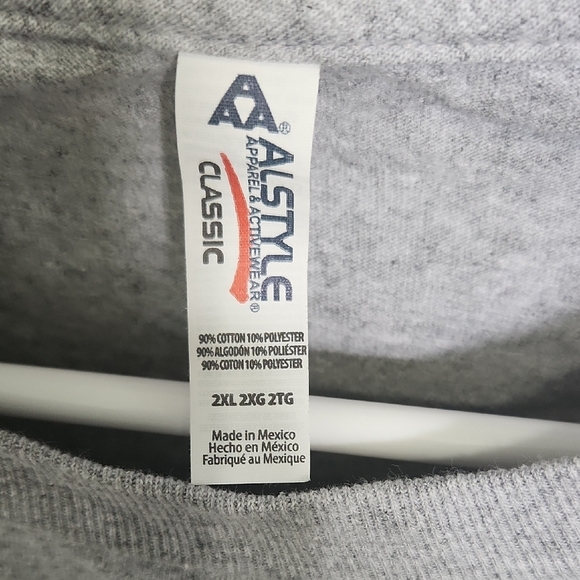 AAA®
ALSTYLE
APPAREL & ACTIVEWEAR®
CLASSIC
90% COTTON 10% POLYESTER
90% ALGODÓN 10% POLIÉSTER
90% COTON 10% POLYESTER
2XL 2XG 2TG
Made in Mexico
Hecho en México
Fabriqué au Mexique